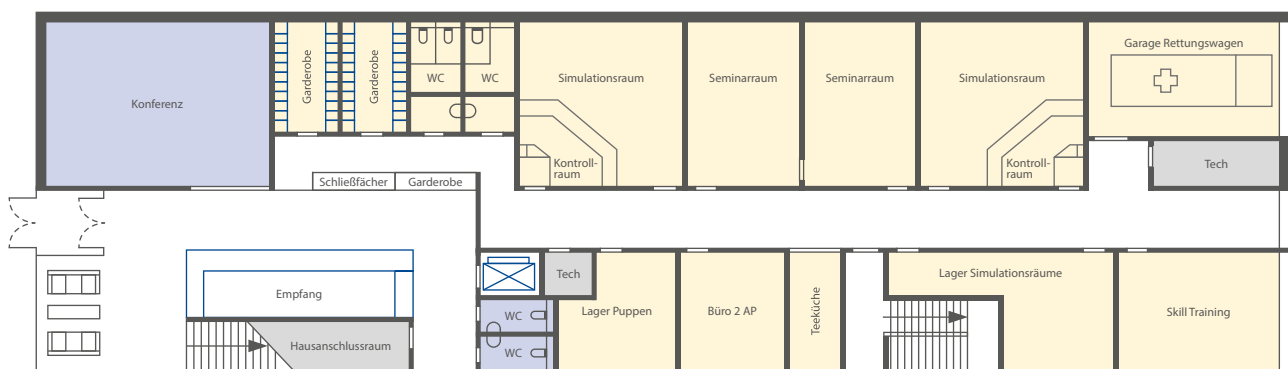 Konferenz
Garderobe
Garderobe
WC
WC
Simulationsraum
Kontroll-
raum
Seminarraum
Seminarraum
Simulationsraum
Kontroll-
raum
Garage Rettungswagen
Tech
Schließfächer
Garderobe
Empfang
Hausanschlussraum
Tech
WC
WC
Lager Puppen
Büro 2 AP
Teeküche
Lager Simulationsräume
Skill Training